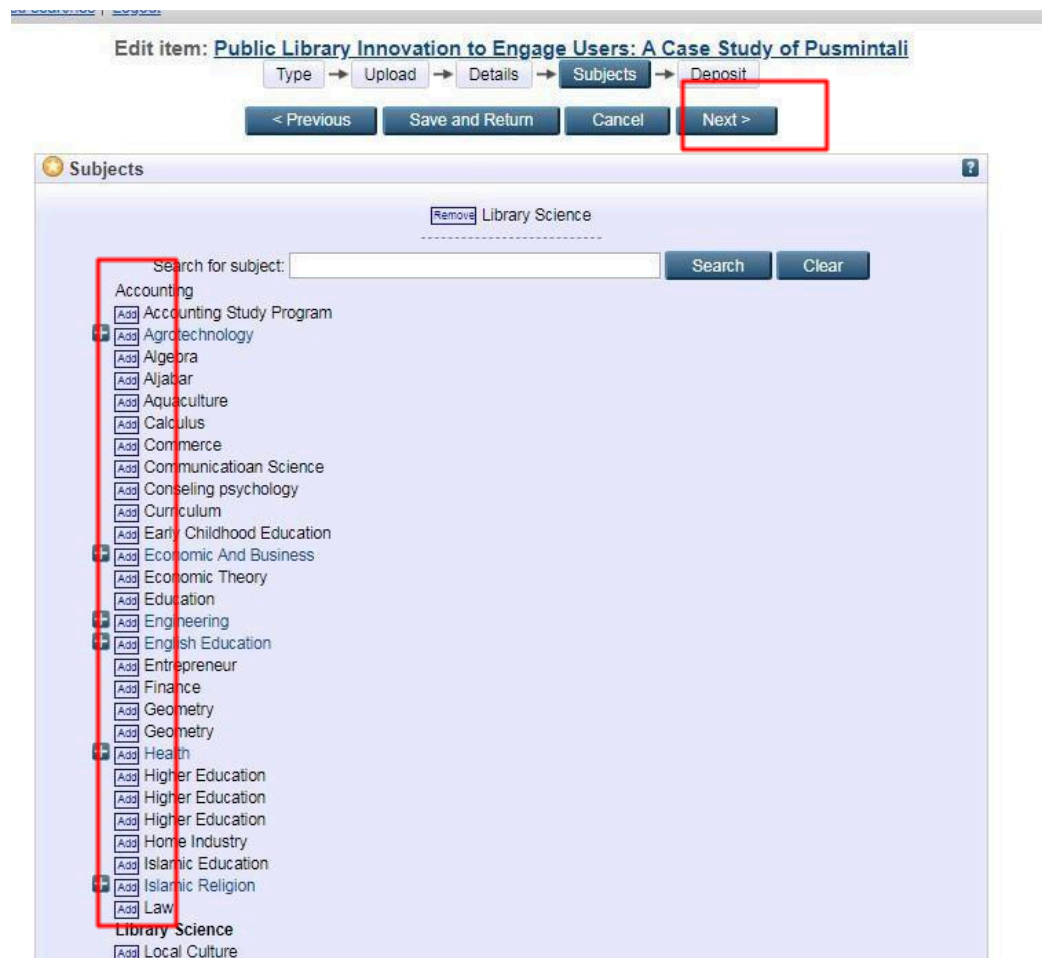 Logout
Edit item: Public Library Innovation to Engage Users: A Case Study of Pusmintali
Type → Upload → Details → Subjects → Deposit
< Previous Save and Return Cancel Next >
Subjects ?
Remove Library Science
Search for subject: Search Clear
Accounting
Add Accounting Study Program
+ Add Agrotechnology
Add Algebra
Add Aljabar
Add Aquaculture
Add Calculus
Add Commerce
Add Communicatioan Science
Add Conseling psychology
Add Curriculum
Add Early Childhood Education
+ Add Economic And Business
Add Economic Theory
Add Education
+ Add Engineering
+ Add English Education
Add Entrepreneur
Add Finance
Add Geometry
Add Geometry
+ Add Health
Add Higher Education
Add Higher Education
Add Higher Education
Add Home Industry
Add Islamic Education
+ Add Islamic Religion
Add Law
Library Science
Add Local Culture